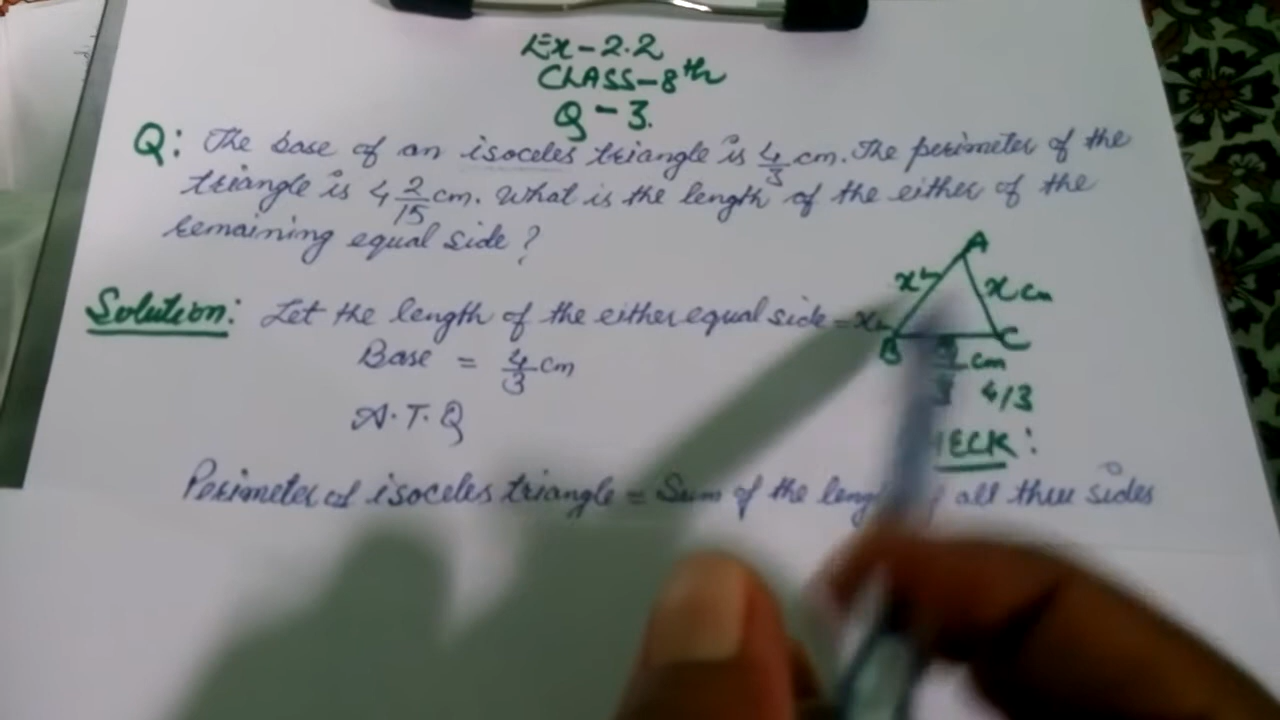 Ex-2.2
CLASS-8th
Q-3.
Q: The base of an isoceles triangle is 4/3 cm. The perimeter of the
triangle is 4 2/15 cm. What is the length of the either of the
remaining equal side?
A
x
x cm
B
C
cm
4/3
Solution: Let the length of the either equal side = x
Base = 4/3 cm
A.T.Q
Perimeter of isoceles triangle = Sum of the length all three sides